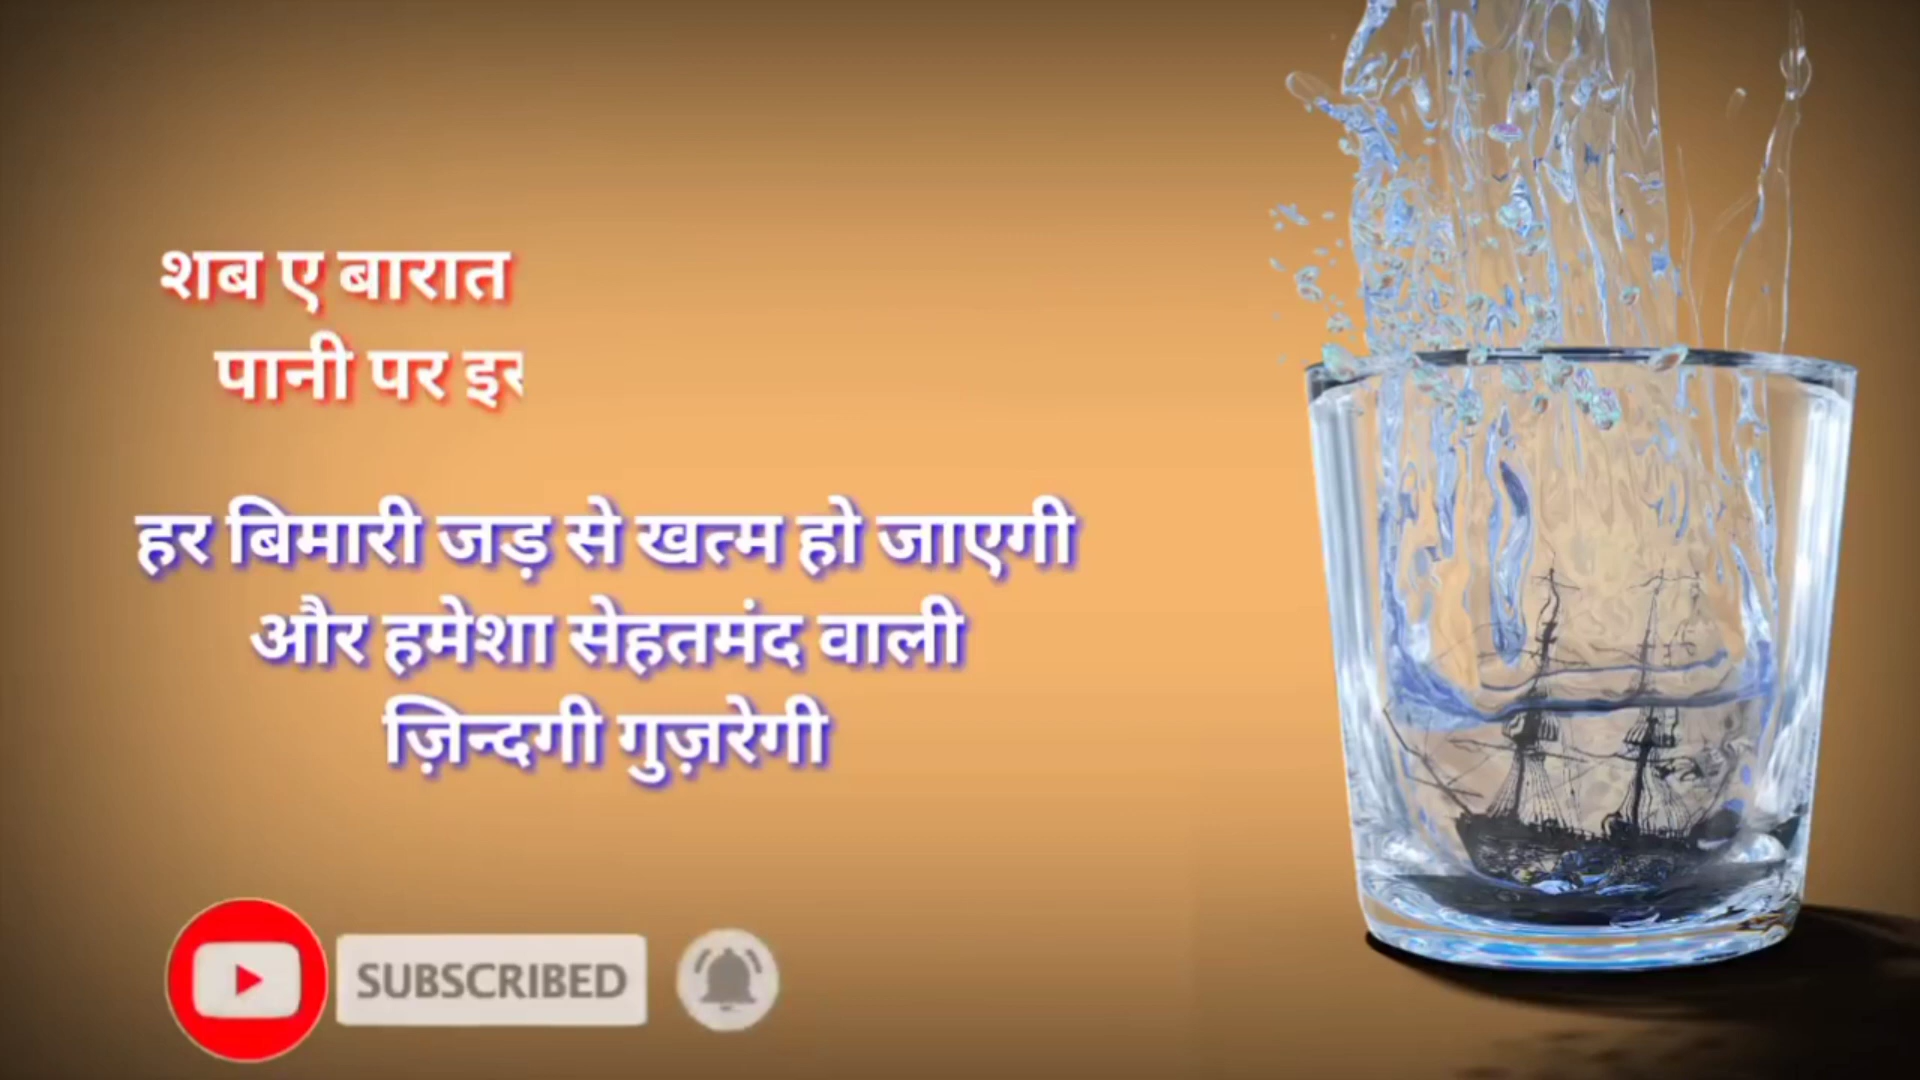 शब ए बारात
पानी पर
हर बिमारी जड़ से खत्म हो जाएगी
और हमेशा सेहतमंद वाली
ज़िन्दगी गुज़रेगी
SUBSCRIBED